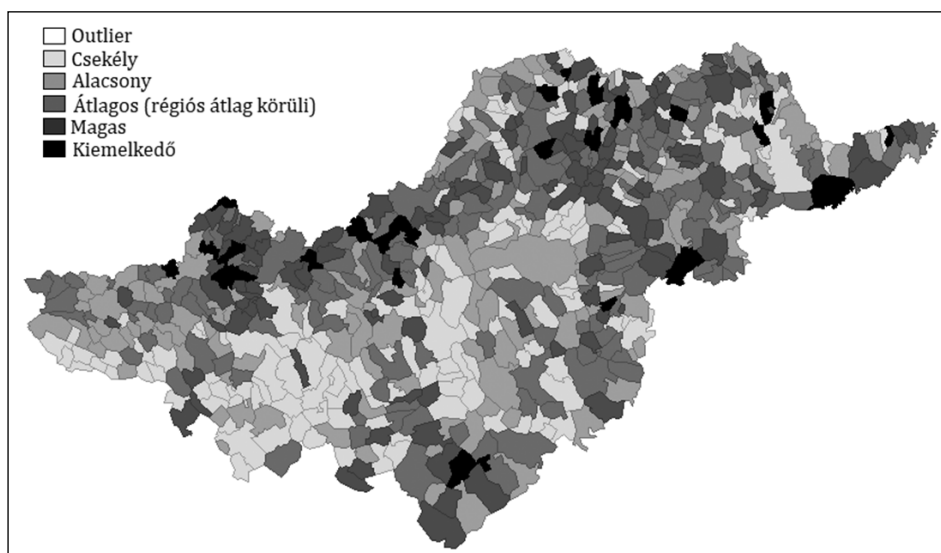 Outlier
Csekély
Alacsony
Átlagos (régiós átlag körüli)
Magas
Kiemelkedő